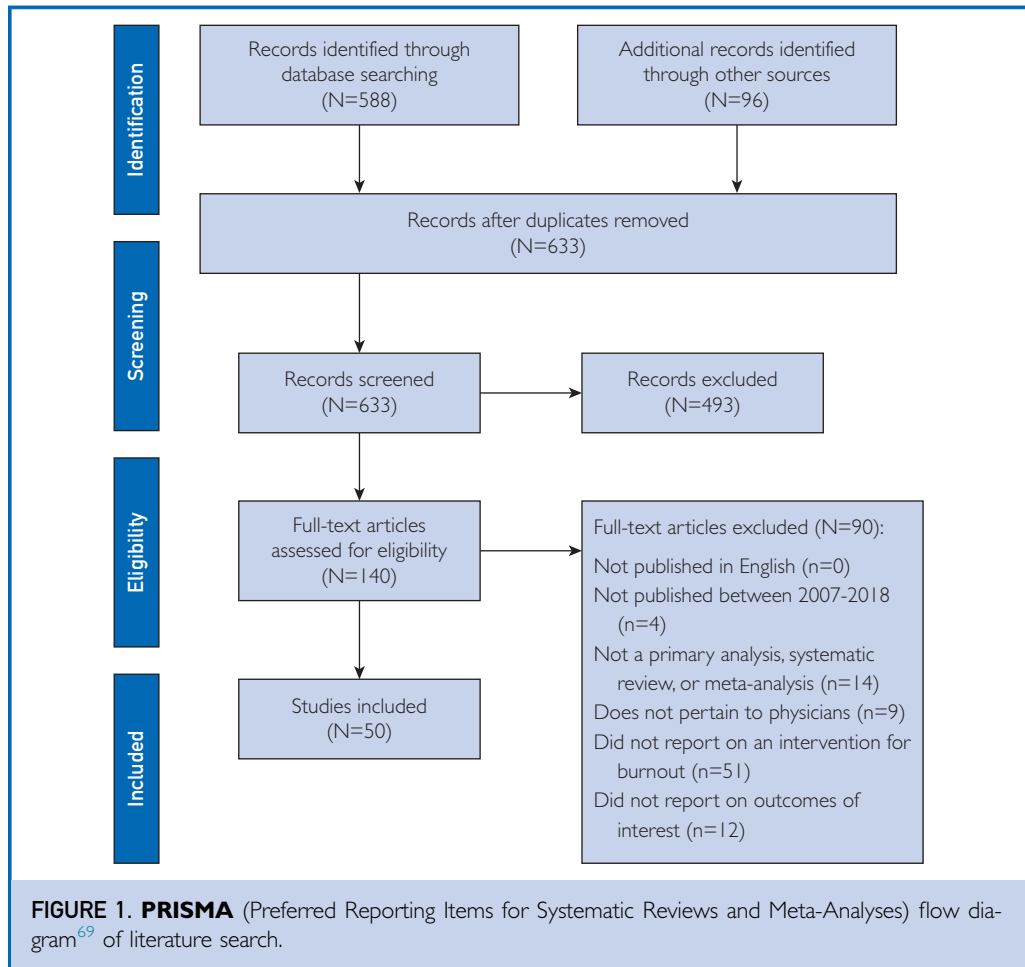 Identification
Records identified through
database searching
(N=588)
Additional records identified
through other sources
(N=96)
Records after duplicates removed
(N=633)
Screening
Records screened
(N=633)
Records excluded
(N=493)
Eligibility
Full-text articles
assessed for eligibility
(N=140)
Full-text articles excluded (N=90):
Not published in English (n=0)
Not published between 2007-2018
(n=4)
Not a primary analysis, systematic
review, or meta-analysis (n=14)
Does not pertain to physicians (n=9)
Did not report on an intervention for
burnout (n=51)
Did not report on outcomes of
interest (n=12)
Included
Studies included
(N=50)
FIGURE 1. PRISMA (Preferred Reporting Items for Systematic Reviews and Meta-Analyses) flow dia-
gram69 of literature search.